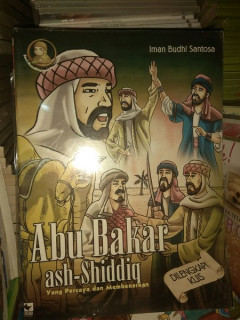 Iman Budhi Santosa
Abu Bakar
ash-Shiddiq
Yang Percaya dan Membenarkan
DILENGKAPI
KUIS